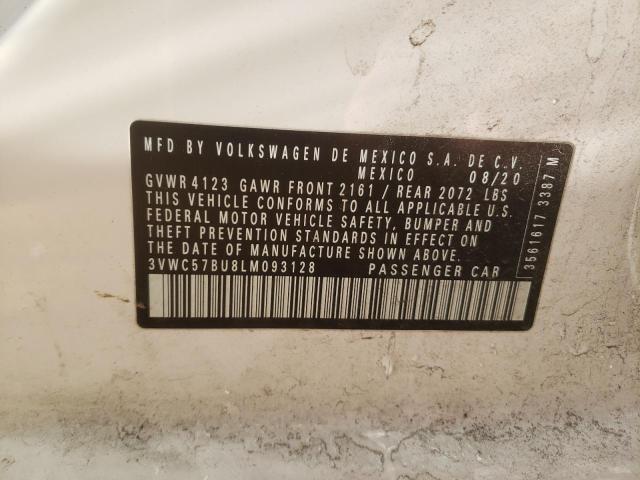 MFD BY VOLKSWAGEN DE MEXICO S.A. DE C.V.
MEXICO 08/20
GVWR 4123 GAWR FRONT 2161 / REAR 2072 LBS
THIS VEHICLE CONFORMS TO ALL APPLICABLE U.S.
FEDERAL MOTOR VEHICLE SAFETY, BUMPER AND
THEFT PREVENTION STANDARDS IN EFFECT ON
THE DATE OF MANUFACTURE SHOWN ABOVE.
3VWC57BU8LM093128 PASSENGER CAR
3561617 3387 M